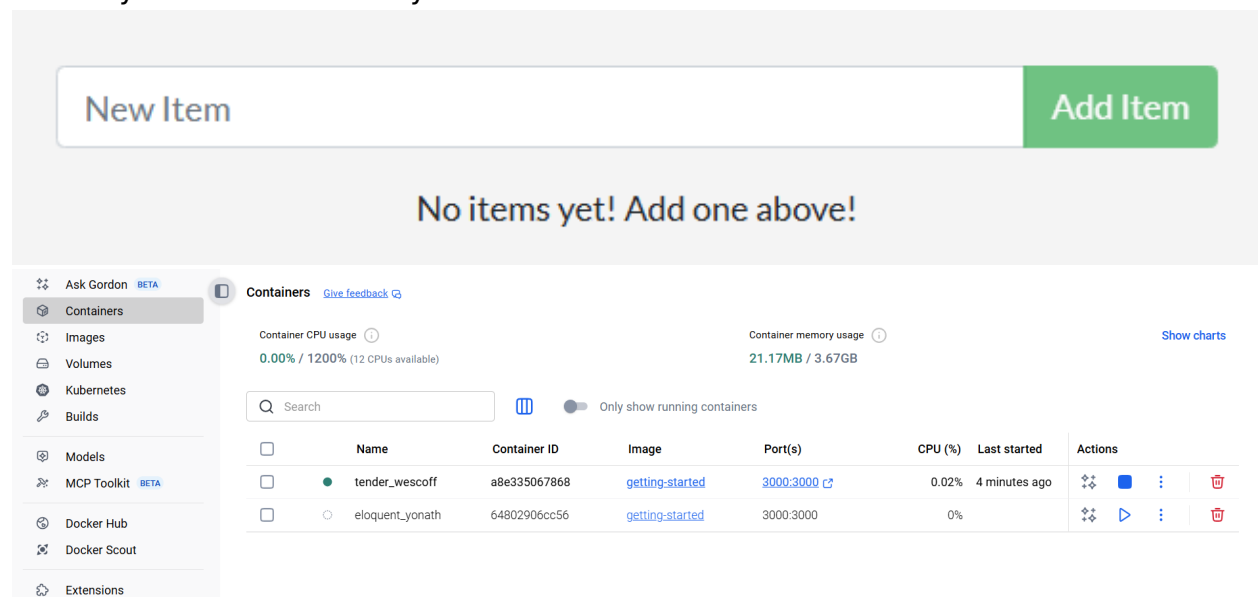 New Item
Add Item
No items yet! Add one above!
Ask Gordon BETA
Containers
Images
Volumes
Kubernetes
Builds
Models
MCP Toolkit BETA
Docker Hub
Docker Scout
Extensions
Containers Give feedback
Container CPU usage
0.00% / 1200% (12 CPUs available)
Container memory usage
21.17MB / 3.67GB
Show charts
Search
Only show running containers
Name Container ID Image Port(s) CPU (%) Last started Actions
tender_wescoff a8e335067868 getting-started 3000:3000 0.02% 4 minutes ago
eloquent_yonath 64802906cc56 getting-started 3000:3000 0%